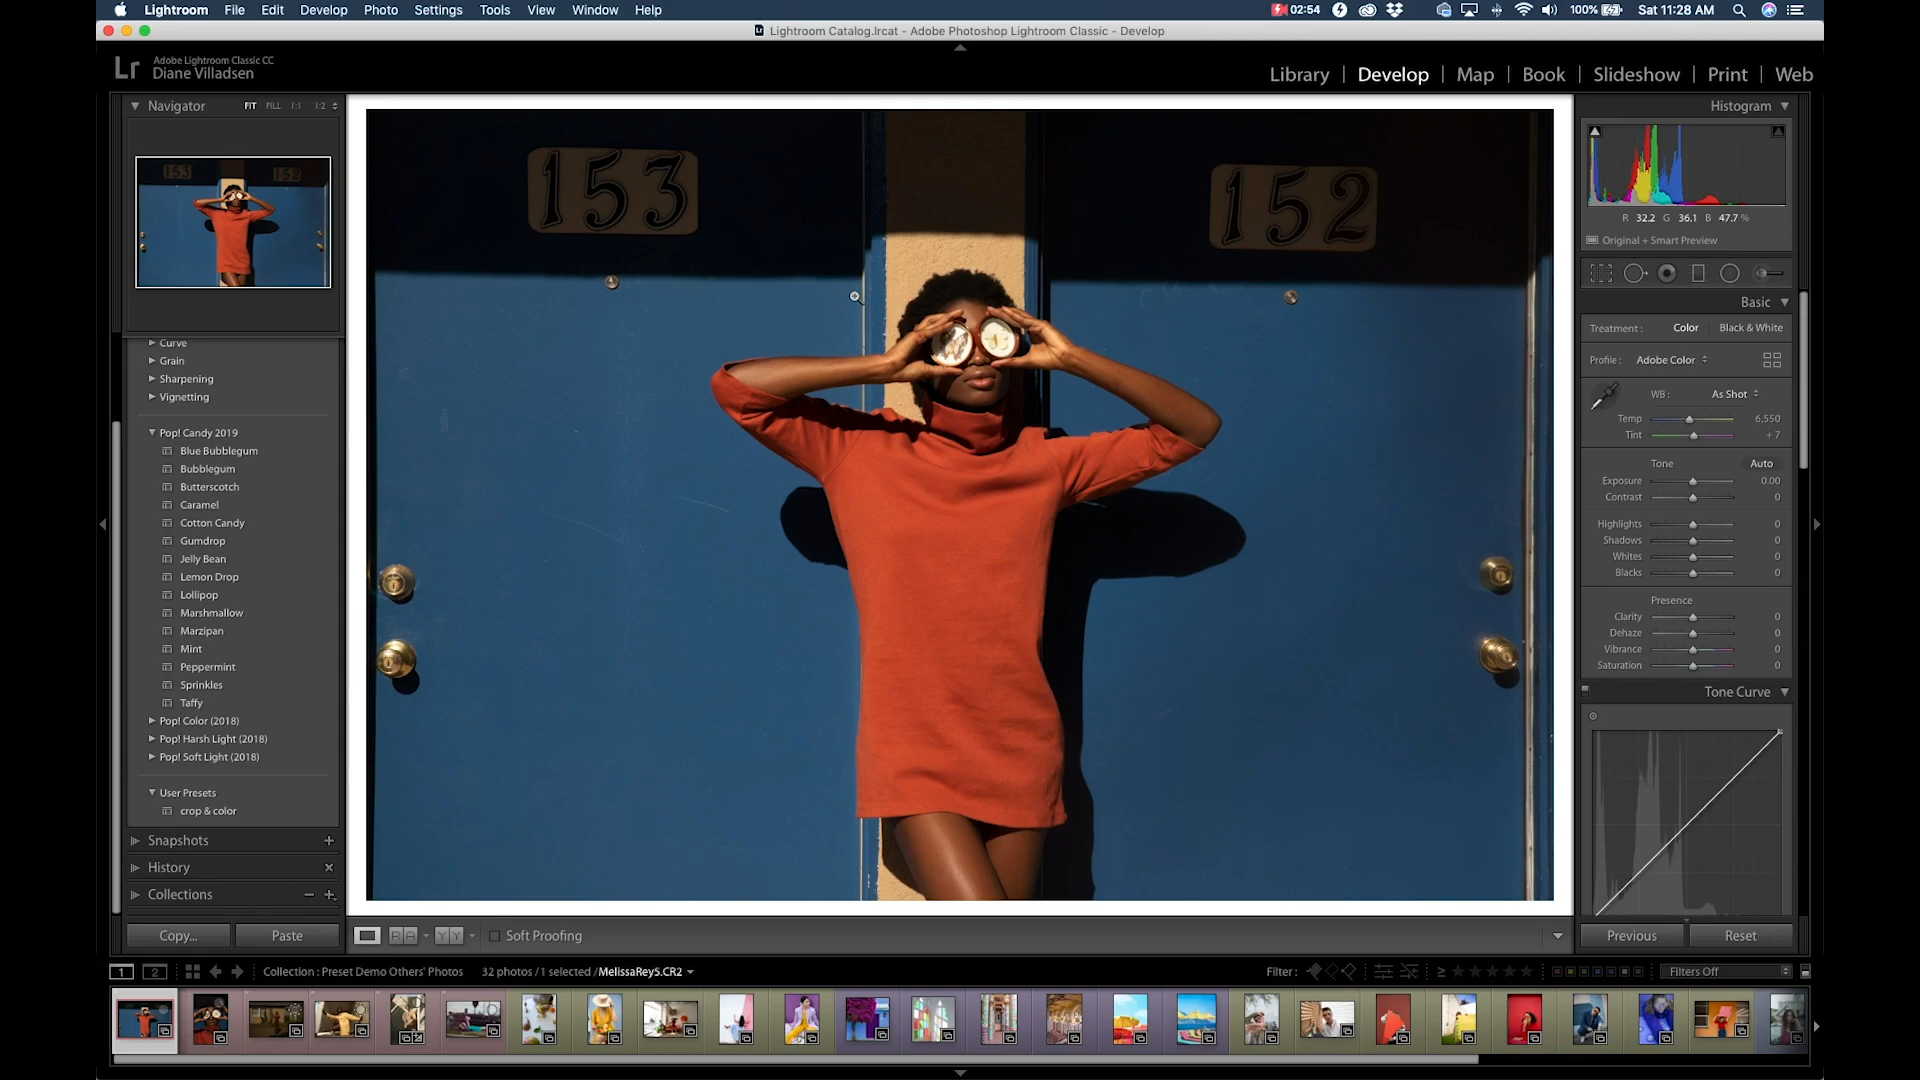 Lightroom File Edit Develop Photo Settings Tools View Window Help 02:54 100% Sat 11:28 AM
Lightroom Catalog.lrcat - Adobe Photoshop Lightroom Classic - Develop
Lr Adobe Lightroom Classic CC
Diane Villadsen
Library | Develop | Map | Book | Slideshow | Print | Web
Navigator FIT FILL 1:1 1:2
153
152
153
152
Curve
Grain
Sharpening
Vignetting
Pop! Candy 2019
Blue Bubblegum
Bubblegum
Butterscotch
Caramel
Cotton Candy
Gumdrop
Jelly Bean
Lemon Drop
Lollipop
Marshmallow
Marzipan
Mint
Peppermint
Sprinkles
Taffy
Pop! Color (2018)
Pop! Harsh Light (2018)
Pop! Soft Light (2018)
User Presets
crop & color
Snapshots +
History ×
Collections − +
Copy... Paste
R A Y Y Soft Proofing
Histogram
R 32.2 G 36.1 B 47.7 %
Original + Smart Preview
Basic
Treatment : Color Black & White
Profile : Adobe Color
WB : As Shot
Temp 6,550
Tint + 7
Tone Auto
Exposure 0.00
Contrast 0
Highlights 0
Shadows 0
Whites 0
Blacks 0
Presence
Clarity 0
Dehaze 0
Vibrance 0
Saturation 0
Tone Curve
Previous Reset
1 2 Collection : Preset Demo Others' Photos 32 photos / 1 selected / MelissaRey5.CR2 Filter : ≥ Filters Off